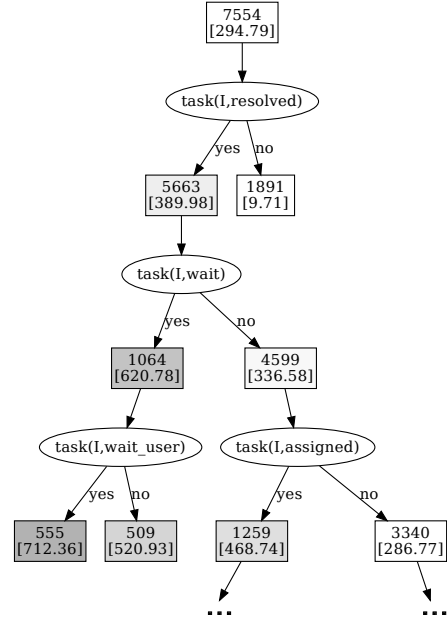 7554
[294.79]
task(I,resolved)
yes
no
5663
[389.98]
1891
[9.71]
task(I,wait)
yes
no
1064
[620.78]
4599
[336.58]
task(I,wait_user)
task(I,assigned)
yes
no
yes
no
555
[712.36]
509
[520.93]
1259
[468.74]
3340
[286.77]
...
...